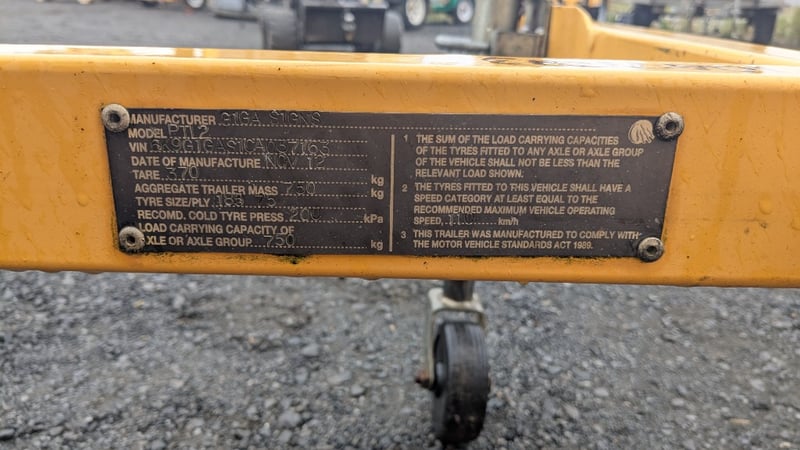 MANUFACTURER GIGA SIGNS
MODEL PTL2
VIN
DATE OF MANUFACTURE NOV 12
TARE 370 kg
AGGREGATE TRAILER MASS 750 kg
TYRE SIZE/PLY
RECOMD. COLD TYRE PRESS kPa
LOAD CARRYING CAPACITY OF
AXLE OR AXLE GROUP 750 kg
1 THE SUM OF THE LOAD CARRYING CAPACITIES
OF THE TYRES FITTED TO ANY AXLE OR AXLE GROUP
OF THE VEHICLE SHALL NOT BE LESS THAN THE
RELEVANT LOAD SHOWN.
2 THE TYRES FITTED TO THIS VEHICLE SHALL HAVE A
SPEED CATEGORY AT LEAST EQUAL TO THE
RECOMMENDED MAXIMUM VEHICLE OPERATING
SPEED, km/h
3 THIS TRAILER WAS MANUFACTURED TO COMPLY WITH
THE MOTOR VEHICLE STANDARDS ACT 1989.